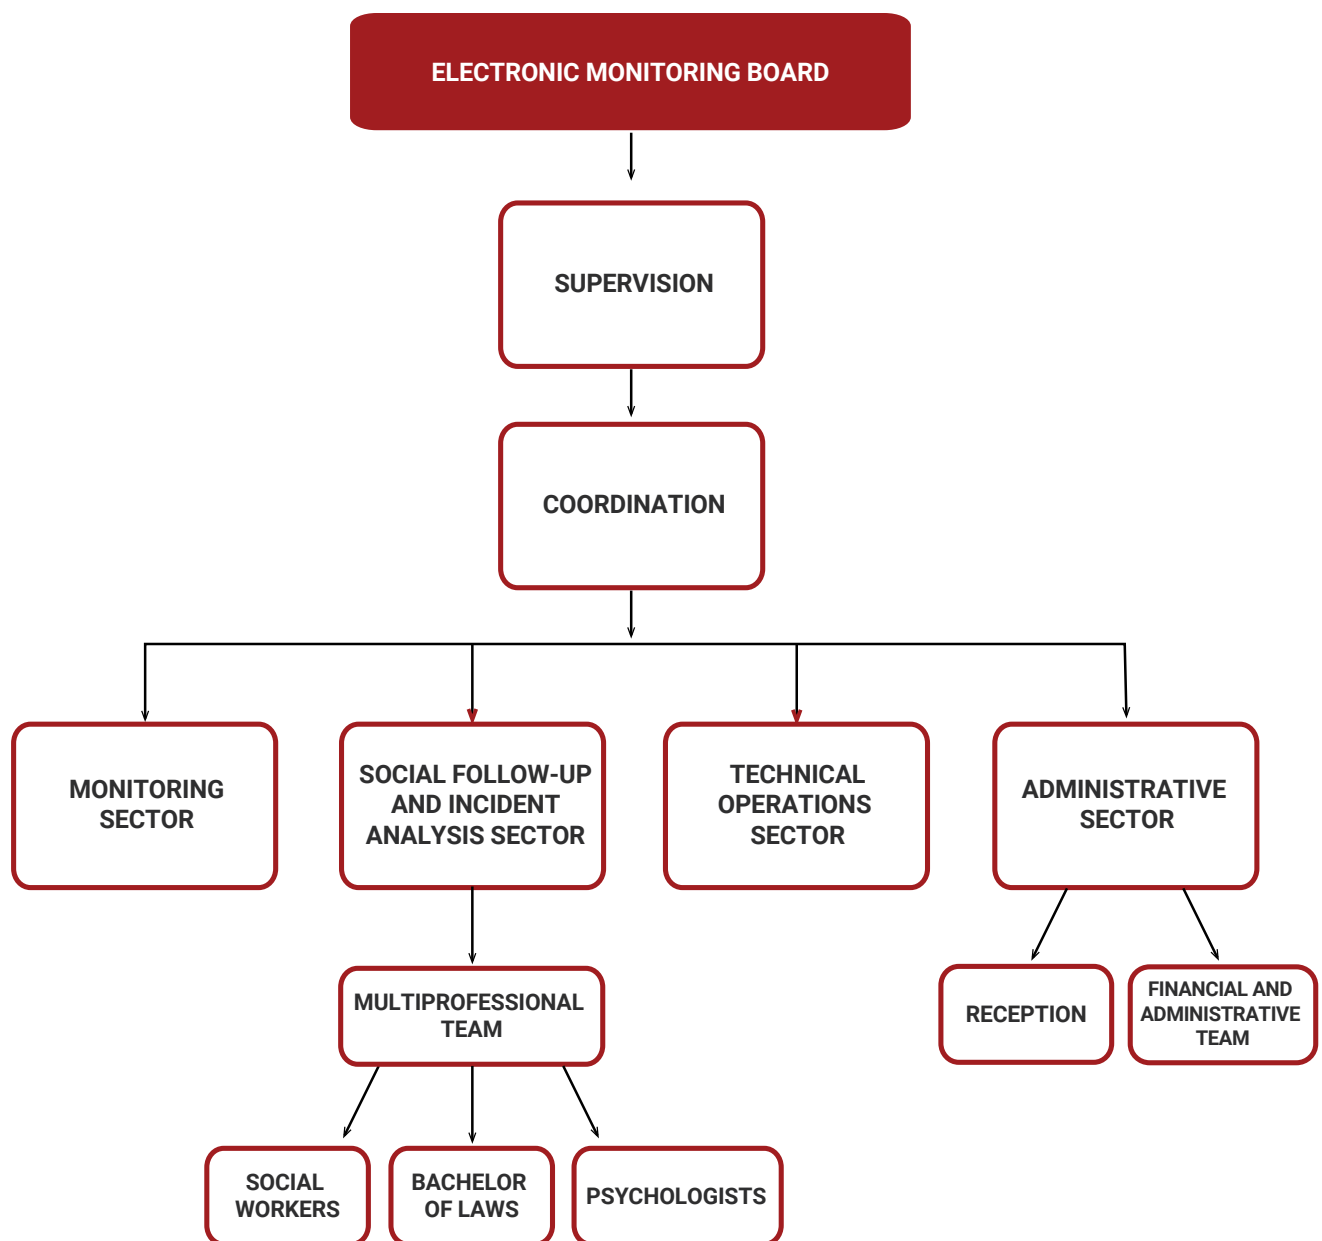 ELECTRONIC MONITORING BOARD
SUPERVISION
COORDINATION
MONITORING
SECTOR
SOCIAL FOLLOW-UP
AND INCIDENT
ANALYSIS SECTOR
TECHNICAL
OPERATIONS
SECTOR
ADMINISTRATIVE
SECTOR
MULTIPROFESSIONAL
TEAM
RECEPTION
FINANCIAL AND
ADMINISTRATIVE
TEAM
SOCIAL
WORKERS
BACHELOR
OF LAWS
PSYCHOLOGISTS